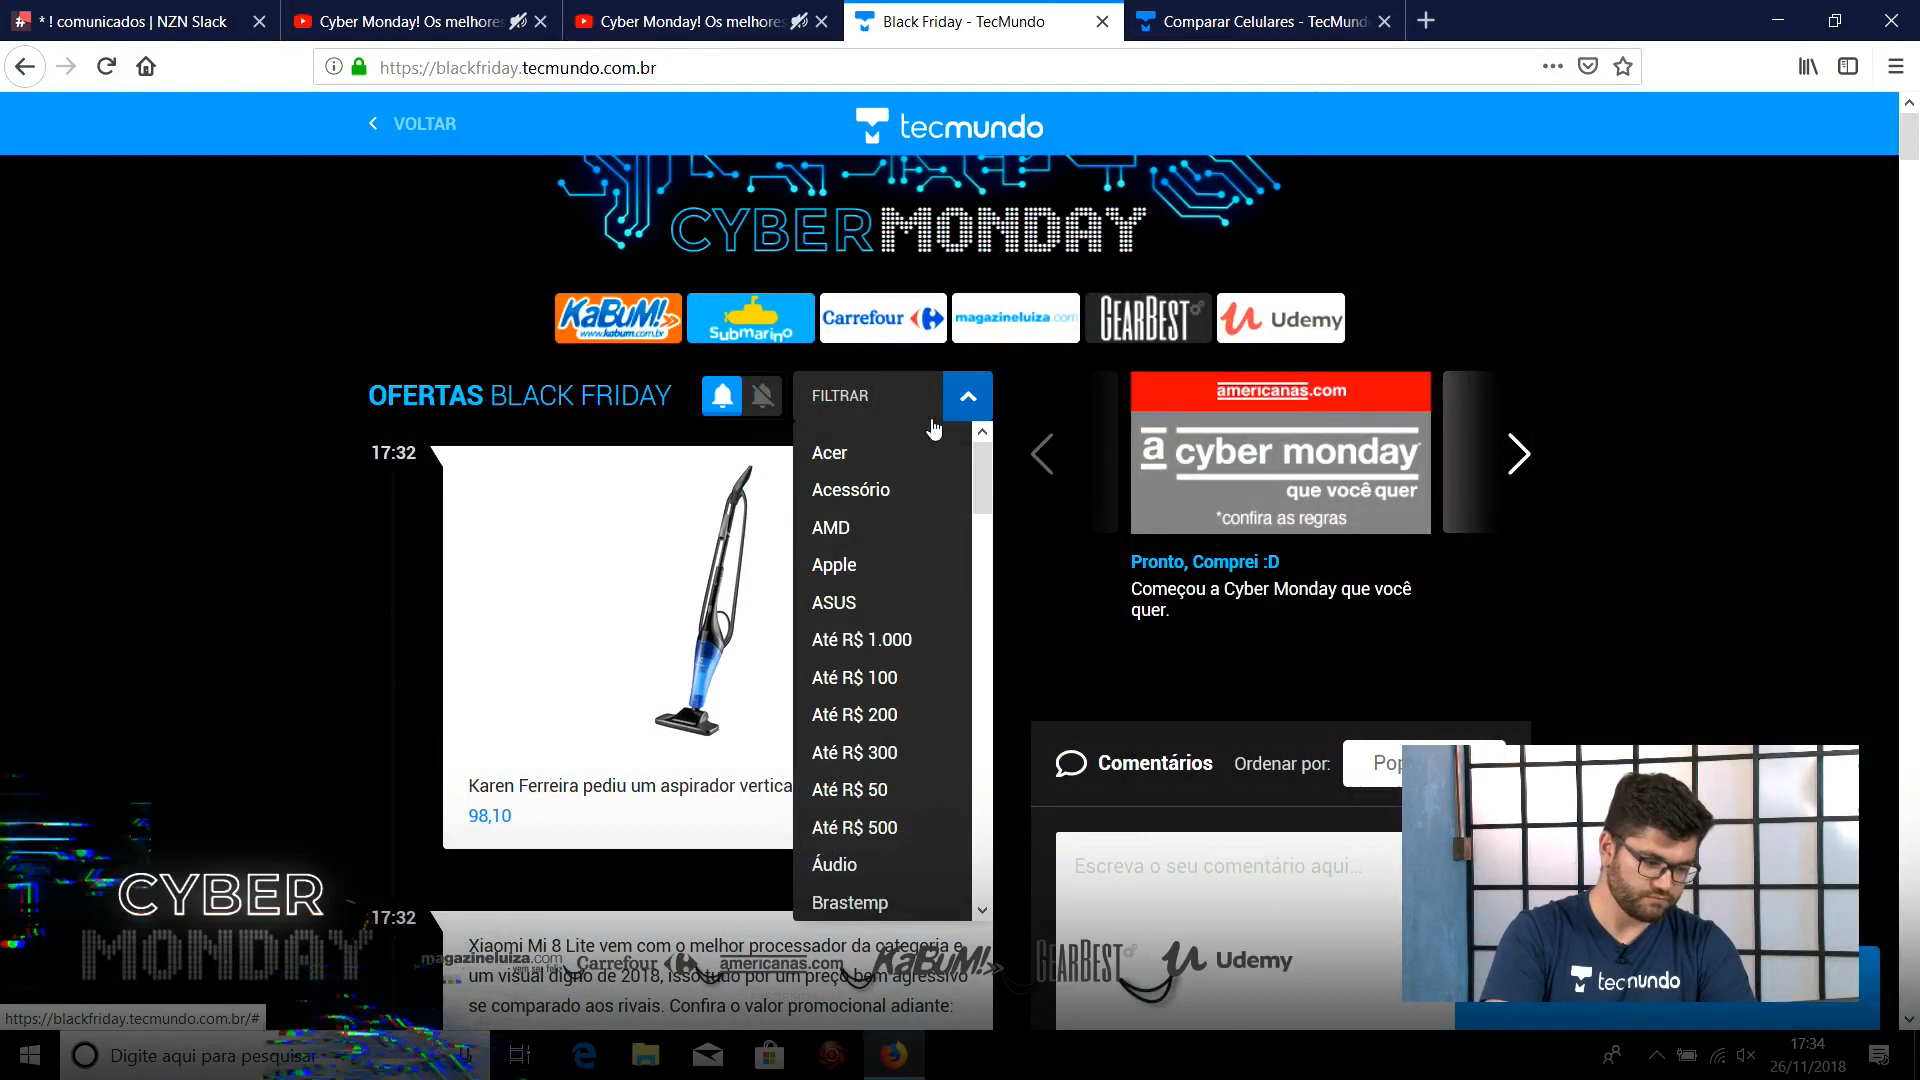 * ! comunicados | NZN Slack
Cyber Monday! Os melhores
Cyber Monday! Os melhores
Black Friday - TecMundo
Comparar Celulares - TecMund
https://blackfriday.tecmundo.com.br
VOLTAR
tecmundo
CYBERMONDAY
KaBuM!
www.kabum.com.br
Submarino
Carrefour
magazineluiza.com
GEARBEST
Udemy
OFERTAS BLACK FRIDAY
FILTRAR
Acer
Acessório
AMD
Apple
ASUS
Até R$ 1.000
Até R$ 100
Até R$ 200
Até R$ 300
Até R$ 50
Até R$ 500
Áudio
Brastemp
17:32
Karen Ferreira pediu um aspirador vertica
98,10
17:32
Xiaomi Mi 8 Lite vem com o melhor processador da categoria e
um visual digno de 2018, isso tudo por um preço bem agressivo
se comparado aos rivais. Confira o valor promocional adiante:
americanas.com
a cyber monday
que você quer
*confira as regras
Pronto, Comprei :D
Começou a Cyber Monday que você
quer.
Comentários
Ordenar por:
Pop
Escreva o seu comentário aqui...
tecmundo
CYBER
MONDAY
magazineluiza.com
vem ser feliz
Carrefour
americanas.com
KaBuM!
GEARBEST
Udemy
https://blackfriday.tecmundo.com.br/#
Digite aqui para pesquisar
17:34
26/11/2018